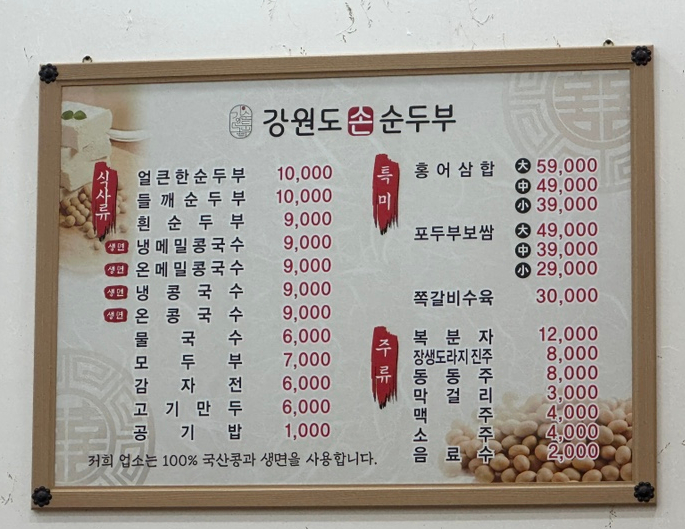 강원도 손 순두부
식사류
얼큰한순두부 10,000
들깨순두부 10,000
흰순두부 9,000
생면 냉메밀콩국수 9,000
생면 온메밀콩국수 9,000
생면 냉콩국수 9,000
생면 온콩국수 9,000
물국수 6,000
모두부 7,000
감자전 6,000
고기만두 6,000
공기밥 1,000
특미
홍어삼합 大 59,000
中 49,000
小 39,000
포두부보쌈 大 49,000
中 39,000
小 29,000
쪽갈비수육 30,000
주류
복분자 12,000
장생도라지진주 8,000
동동주 8,000
막걸리 3,000
맥주 4,000
소주 4,000
음료수 2,000
저희 업소는 100% 국산콩과 생면을 사용합니다.